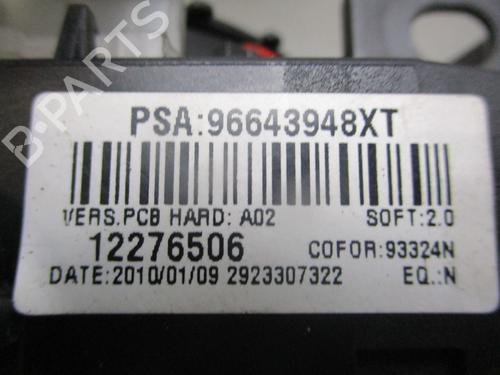 PSA:96643948XT
VERS.PCB HARD: A02 SOFT:2.0
12276506 COFOR:93324N
DATE:2010/01/09 2923307322 EQ.:N
B-PARTS